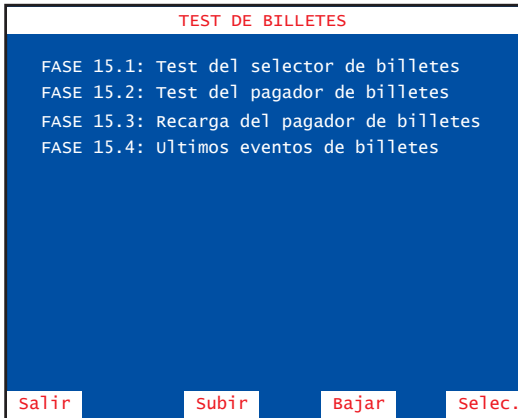 TEST DE BILLETES
FASE 15.1: Test del selector de billetes
FASE 15.2: Test del pagador de billetes
FASE 15.3: Recarga del pagador de billetes
FASE 15.4: Ultimos eventos de billetes
Salir Subir Bajar Selec.